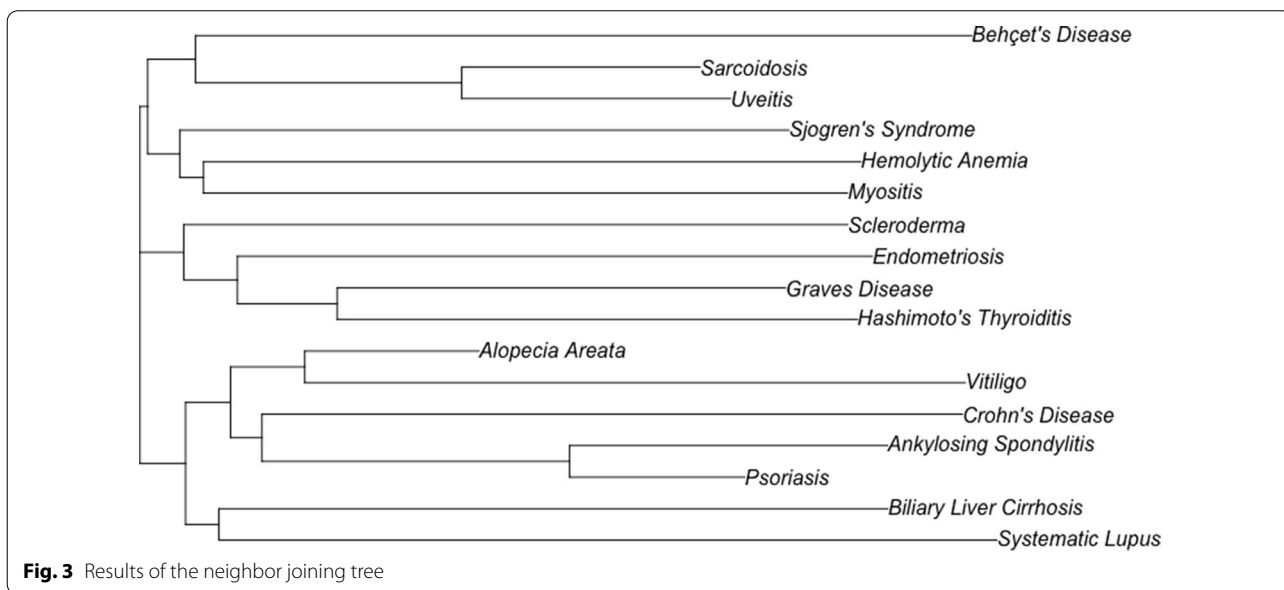 Behçet's Disease
Sarcoidosis
Uveitis
Sjogren's Syndrome
Hemolytic Anemia
Myositis
Scleroderma
Endometriosis
Graves Disease
Hashimoto's Thyroiditis
Alopecia Areata
Vitiligo
Crohn's Disease
Ankylosing Spondylitis
Psoriasis
Biliary Liver Cirrhosis
Systematic Lupus
Fig. 3 Results of the neighbor joining tree